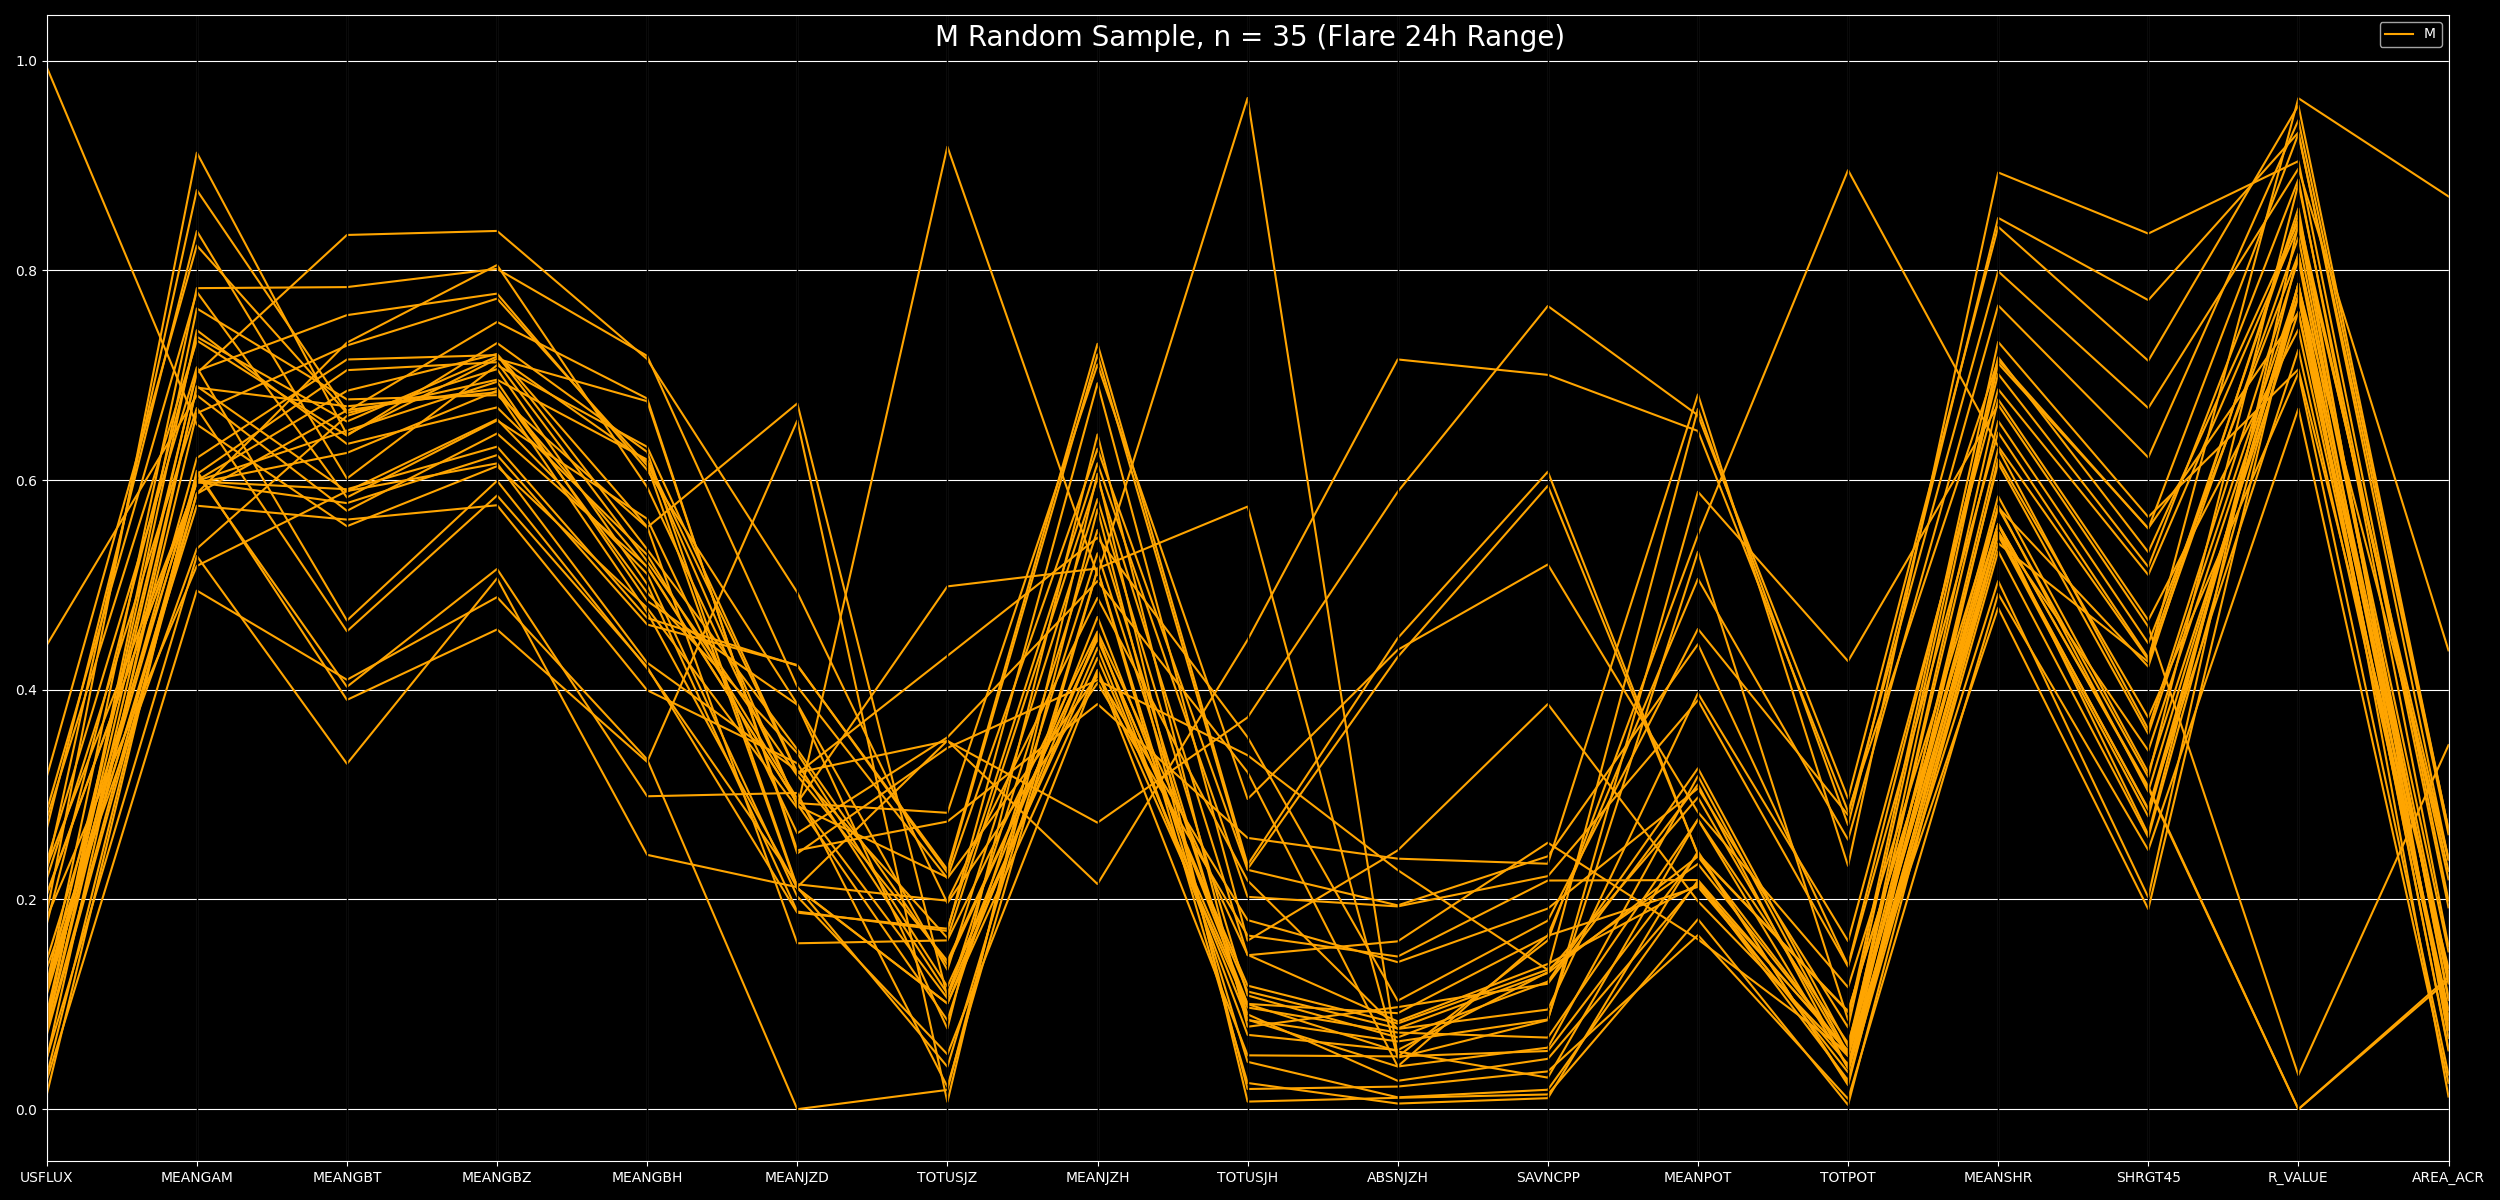 M Random Sample, n = 35 (Flare 24h Range)
M
1.0
0.8
0.6
0.4
0.2
0.0
USFLUX MEANGAM MEANGBT MEANGBZ MEANGBH MEANJZD TOTUSJZ MEANJZH TOTUSJH ABSNJZH SAVNCPP MEANPOT TOTPOT MEANSHR SHRGT45 R_VALUE AREA_ACR